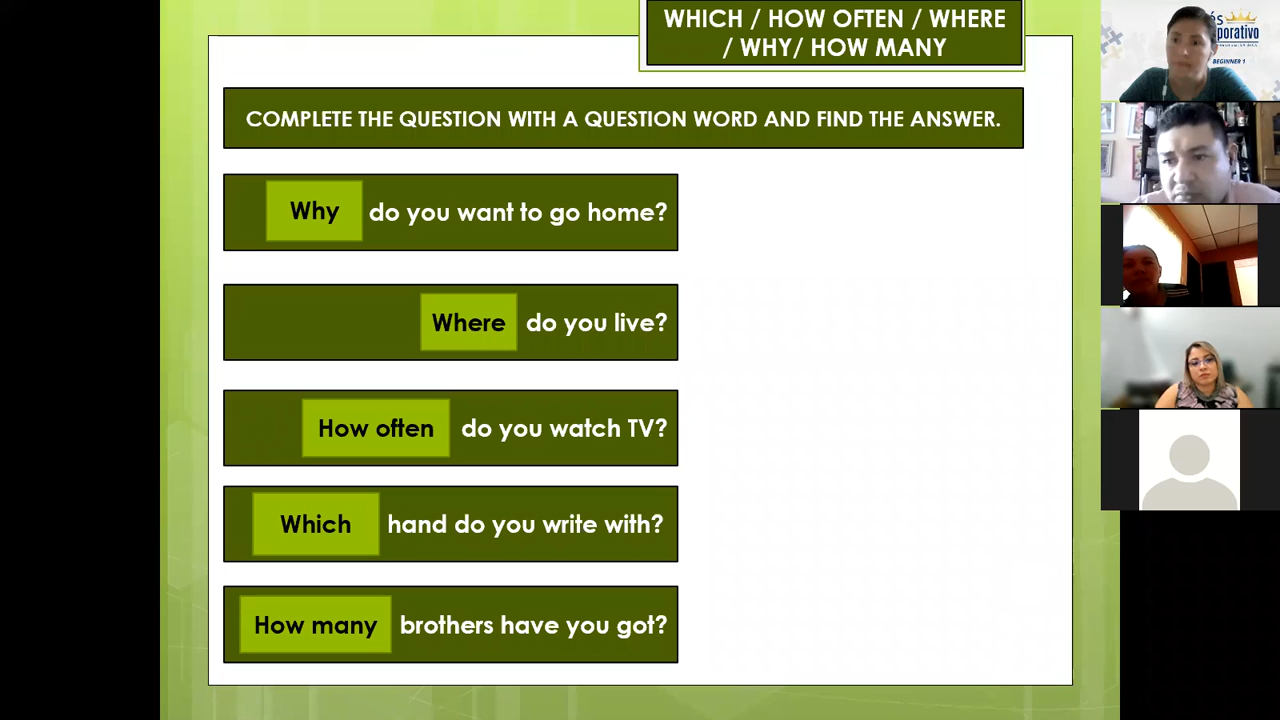 WHICH / HOW OFTEN / WHERE
/ WHY/ HOW MANY
COMPLETE THE QUESTION WITH A QUESTION WORD AND FIND THE ANSWER.
Why do you want to go home?
Where do you live?
How often do you watch TV?
Which hand do you write with?
How many brothers have you got?
BEGINNER 1